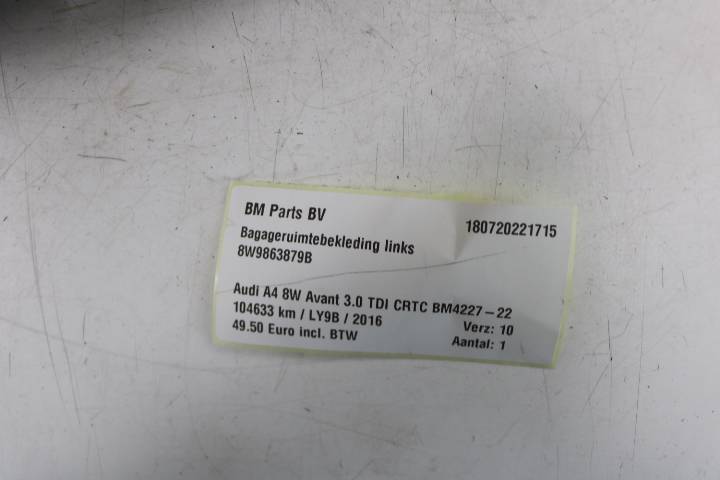 BM Parts BV
180720221715
Bagageruimtebekleding links
8W9863879B
Audi A4 8W Avant 3.0 TDI CRTC BM4227-22
104633 km / LY9B / 2016 Verz: 10
49.50 Euro incl. BTW Aantal: 1